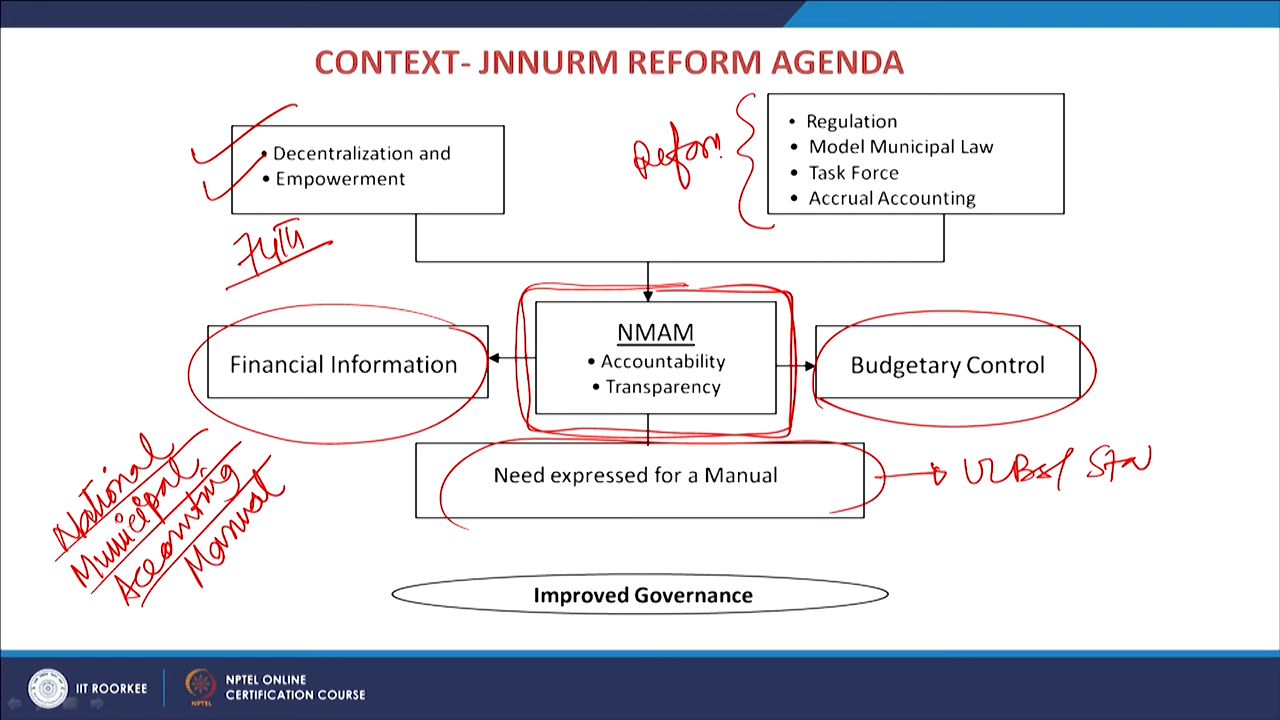 CONTEXT- JNNURM REFORM AGENDA
• Decentralization and
• Empowerment
74th
Reform
• Regulation
• Model Municipal Law
• Task Force
• Accrual Accounting
Financial Information
NMAM
• Accountability
• Transparency
Budgetary Control
National
Municipal
Accounting
Manual
Need expressed for a Manual
Improved Governance
IIT ROORKEE
NPTEL
NPTEL ONLINE
CERTIFICATION COURSE